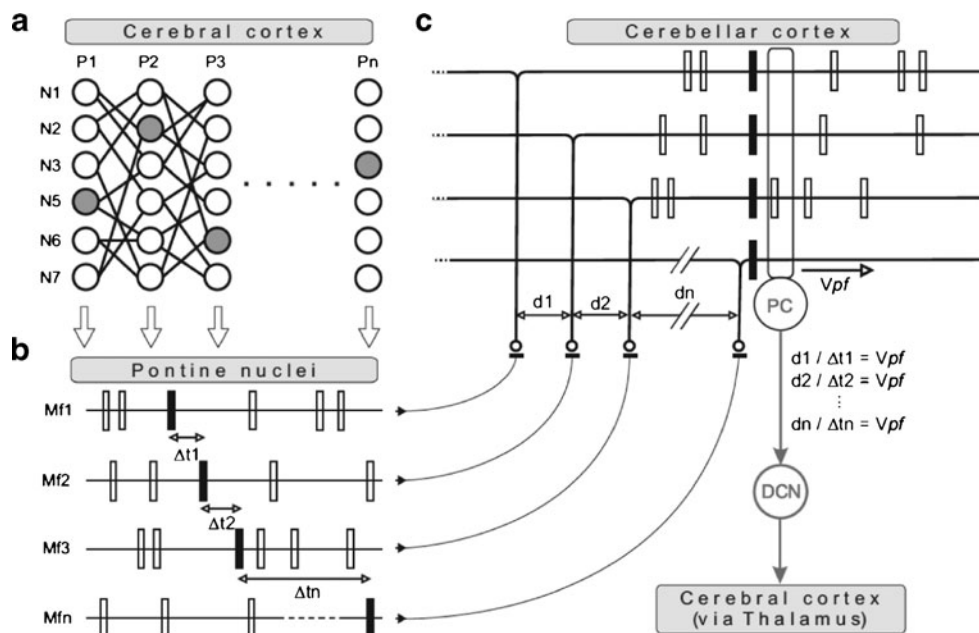 a
Cerebral cortex
P1 P2 P3 Pn
N1
N2
N3
N5
N6
N7
b
Pontine nuclei
Mf1
Δt1
Mf2
Δt2
Mf3
Δtn
Mfn
c
Cerebellar cortex
Vpf
d1 d2 dn
PC
d1 / Δt1 = Vpf
d2 / Δt2 = Vpf
⋮
dn / Δtn = Vpf
DCN
Cerebral cortex
(via Thalamus)